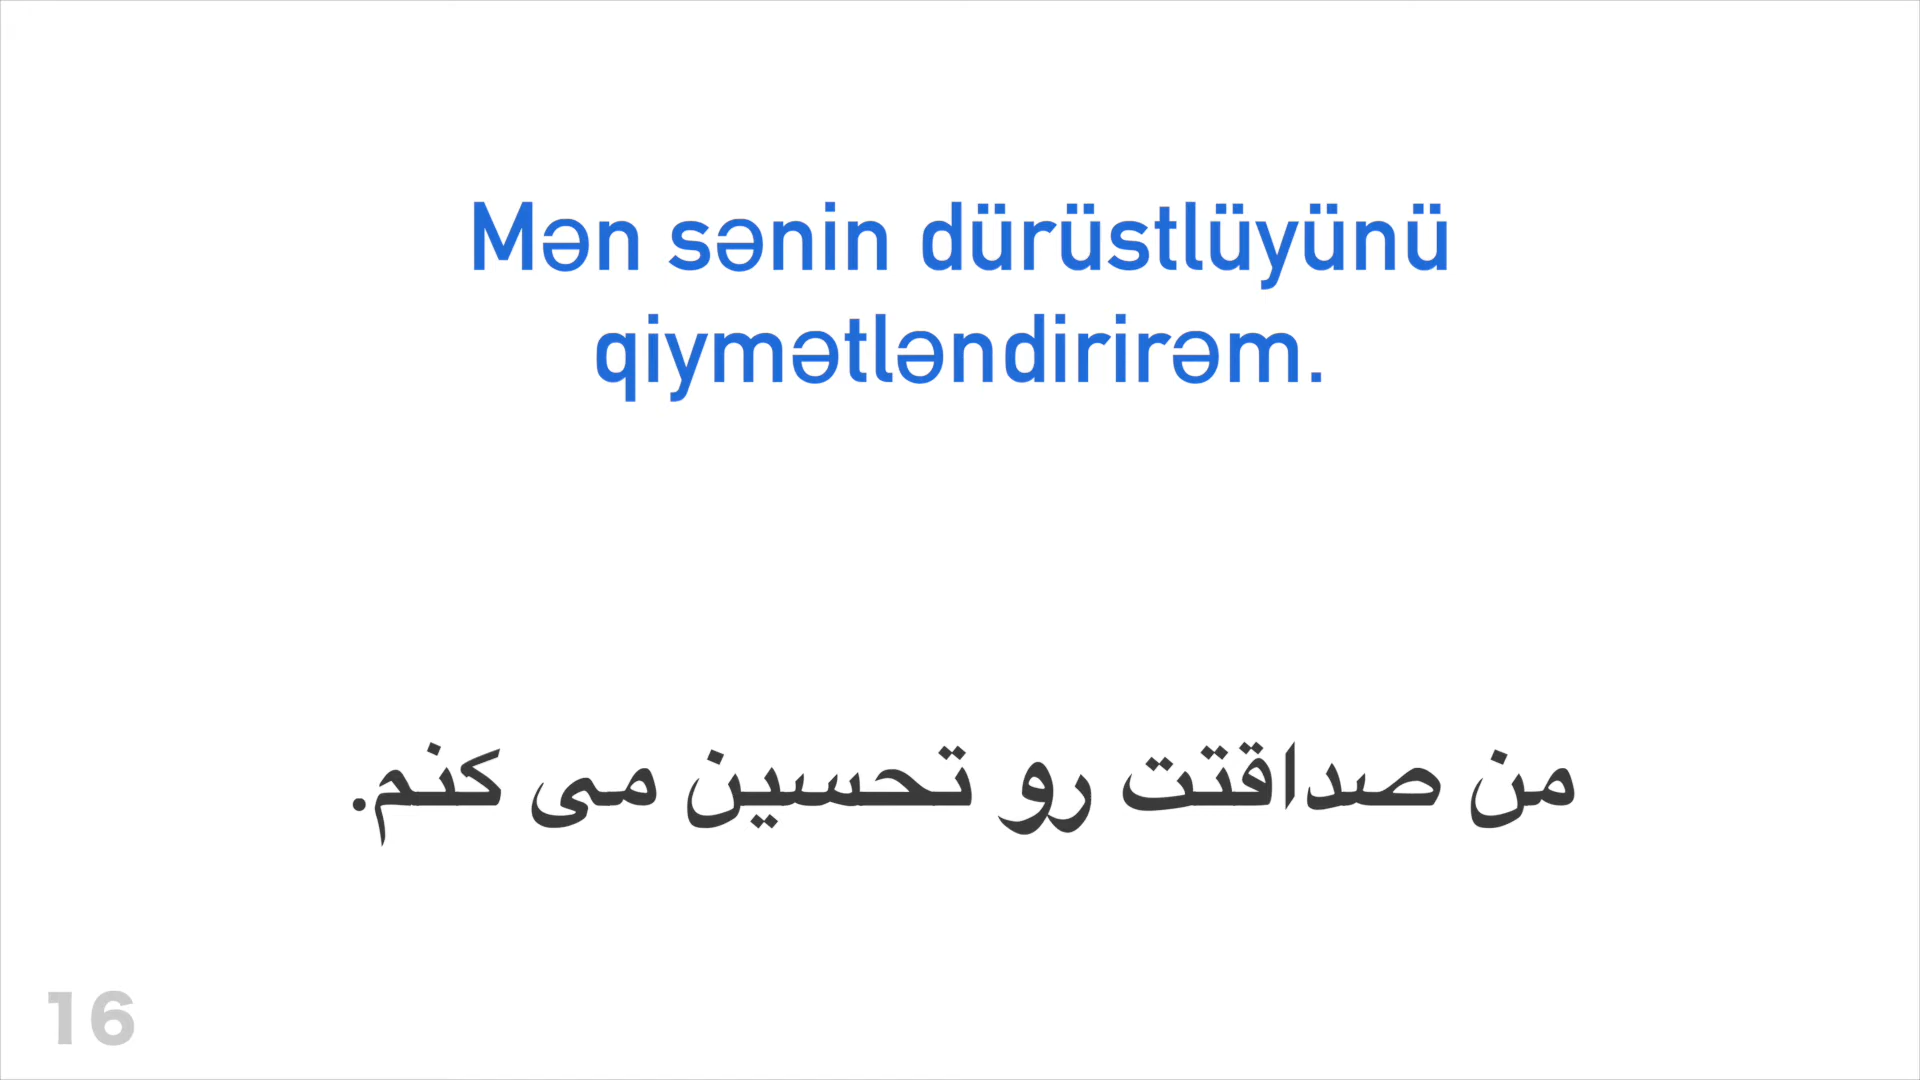 Mən sənin dürüstlüyünü
qiymətləndirirəm.
من صداقتت رو تحسین می کنم.
16